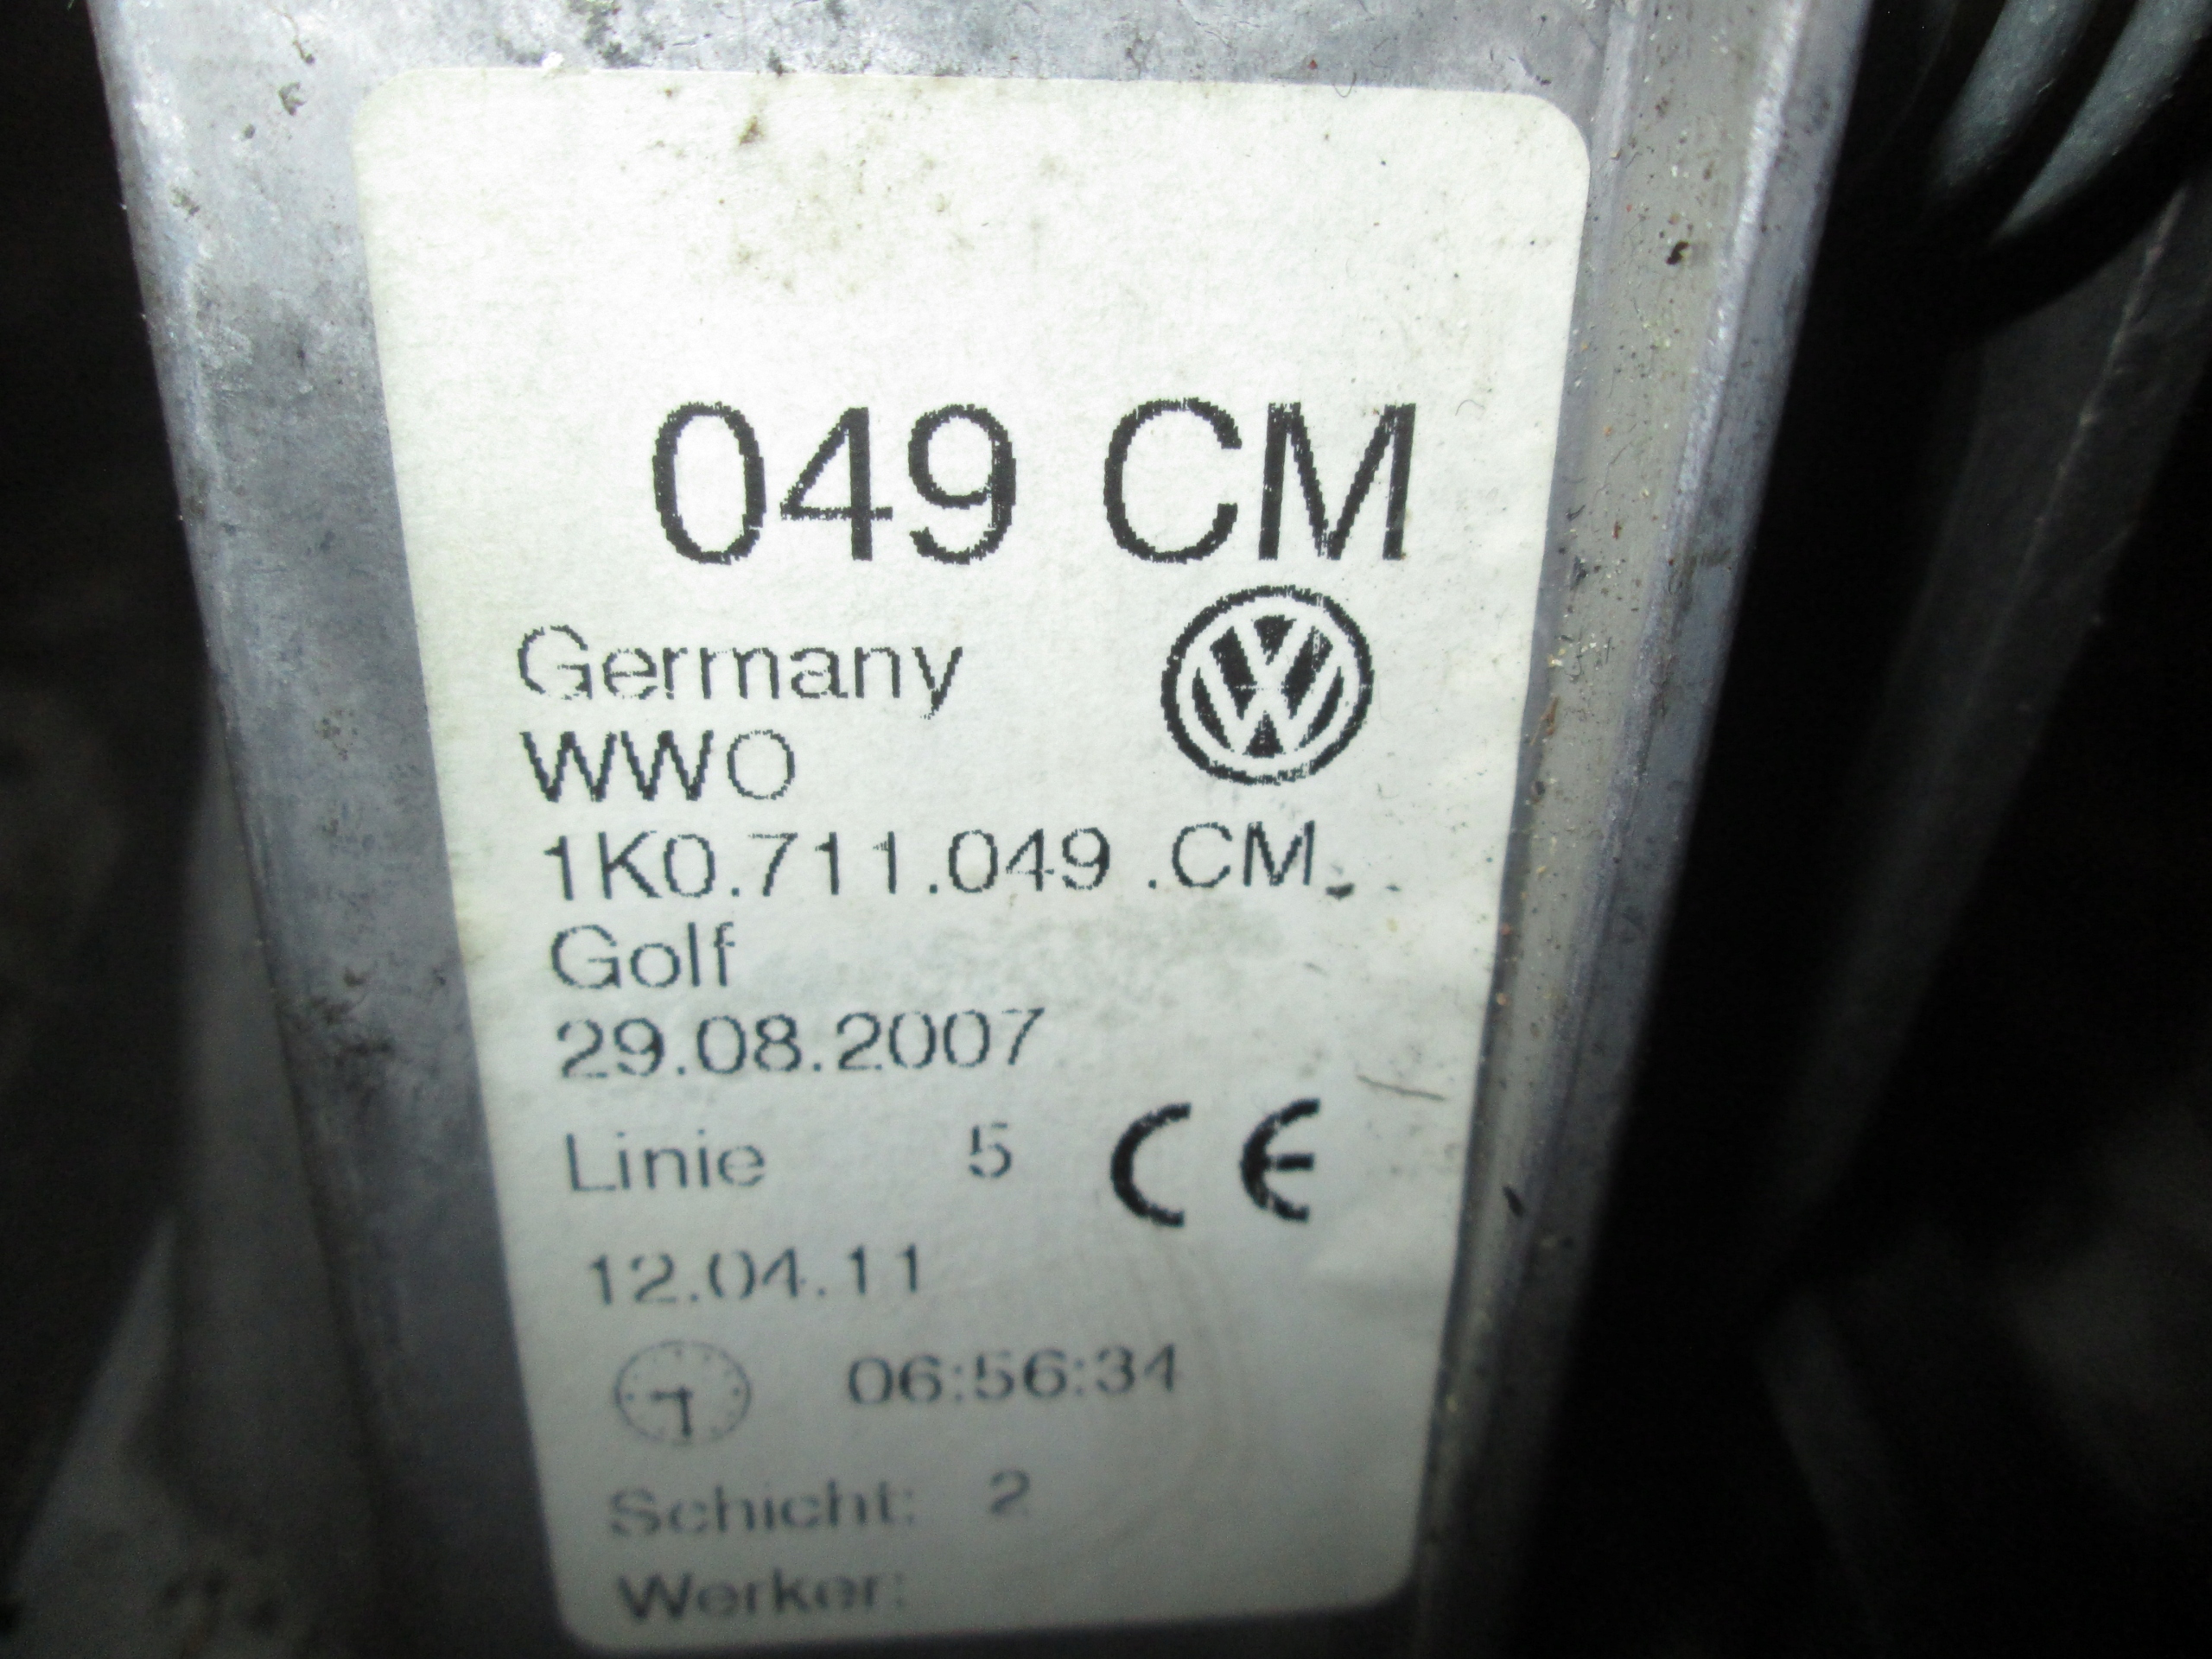 049 CM
Germany
WWO
1K0.711.049 .CM.
Golf
29.08.2007
Linie 5 CE
12.04.11
06:56:34
Schicht: 2
Werker: